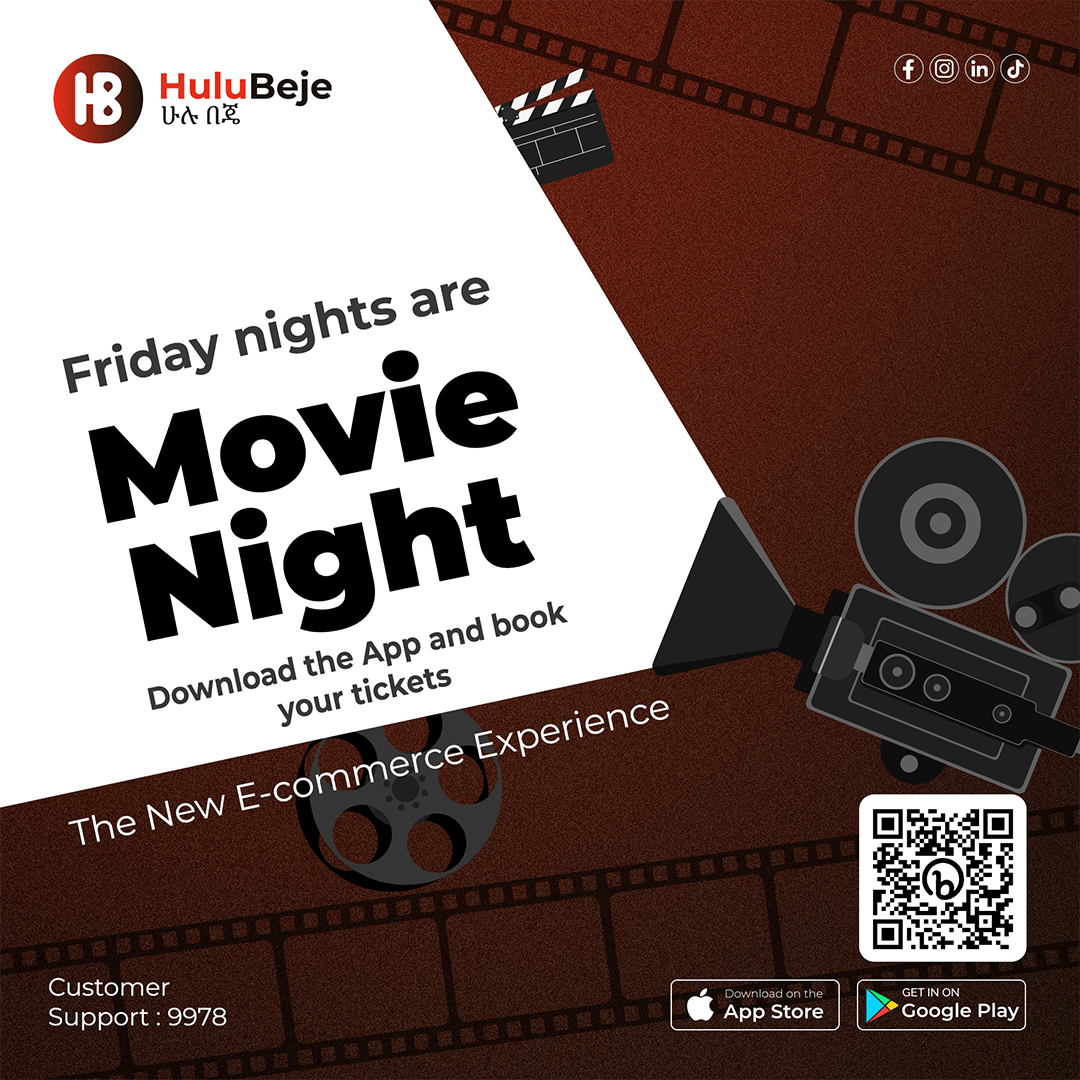 HuluBeje
ሁሉ በጄ
Friday nights are
Movie
Night
Download the App and book
your tickets
The New E-commerce Experience
Customer
Support : 9978
Download on the
App Store
GET IN ON
Google Play